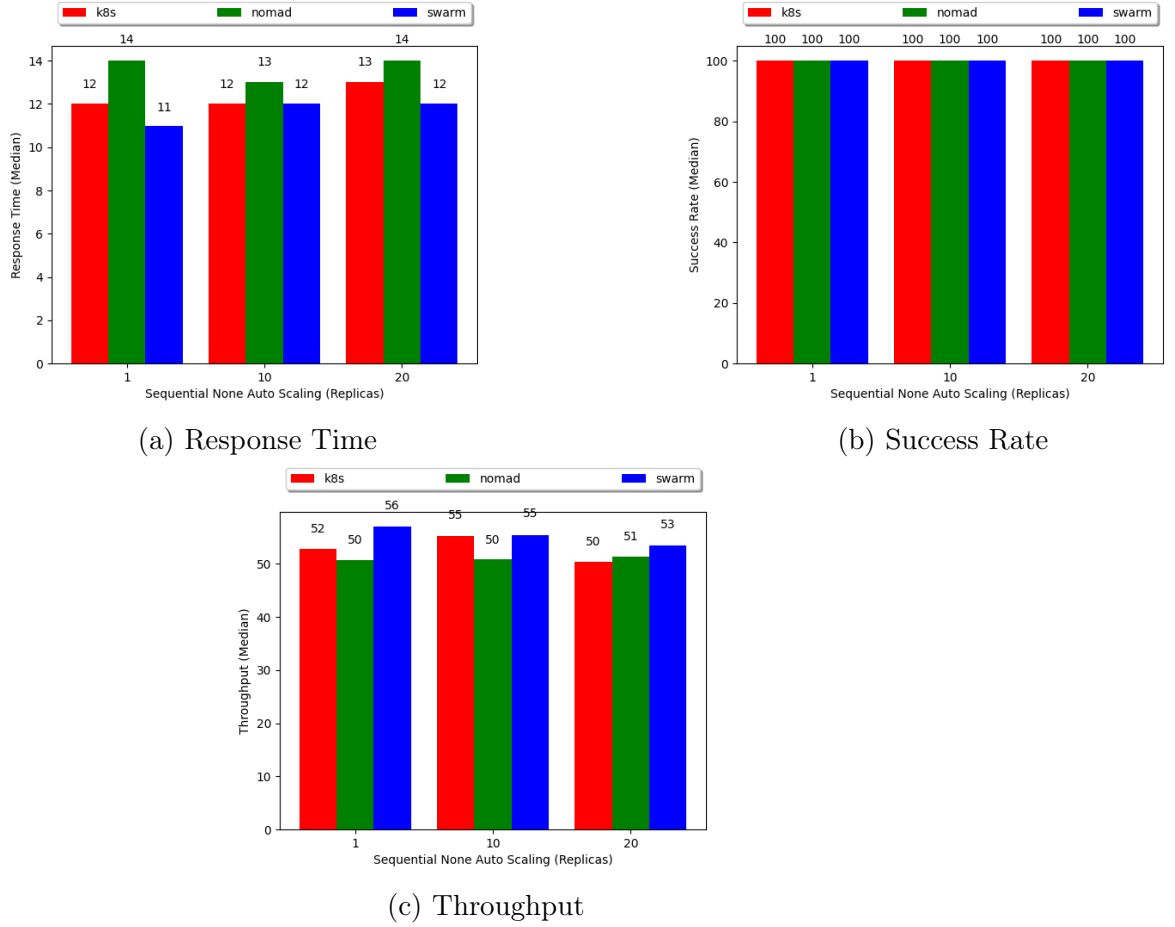 k8s nomad swarm
14 14
12 11 12 13 12 13 12
14
12
10
8
6
4
2
0
Response Time (Median)
1 10 20
Sequential None Auto Scaling (Replicas)
(a) Response Time
k8s nomad swarm
100 100 100 100 100 100 100 100 100
100
80
60
40
20
0
Success Rate (Median)
1 10 20
Sequential None Auto Scaling (Replicas)
(b) Success Rate
k8s nomad swarm
52 50 56 55 50 55 50 51 53
50
40
30
20
10
0
Throughput (Median)
1 10 20
Sequential None Auto Scaling (Replicas)
(c) Throughput